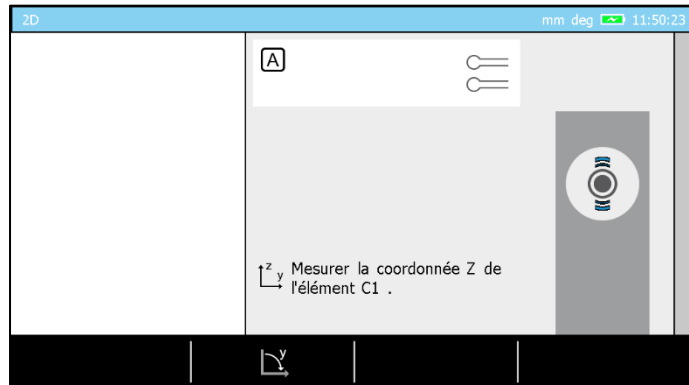 2D mm deg 11:50:23
A
z
y Mesurer la coordonnée Z de
l'élément C1 .
y